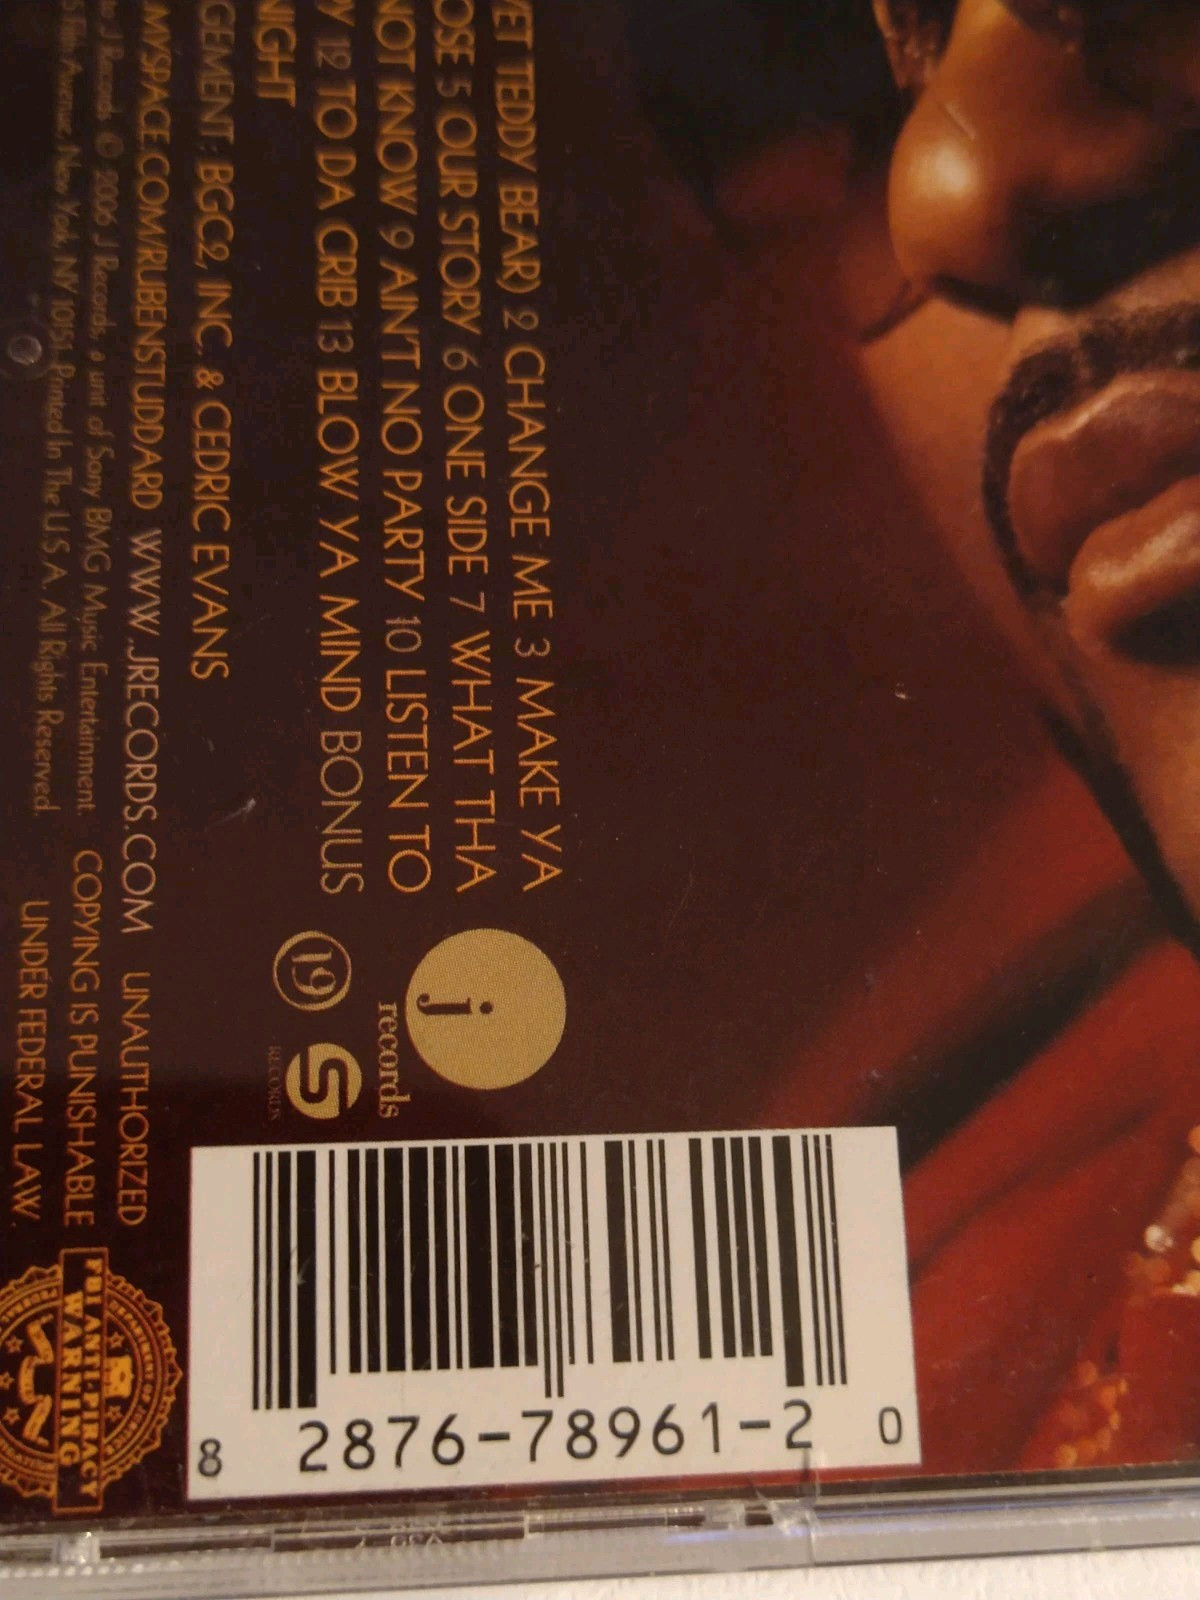 TEDDY BEAR) 2 CHANGE ME 3 MAKE YA
5 OUR STORY 6 ONE SIDE 7 WHAT THA
NOT KNOW 9 AIN'T NO PARTY 10 LISTEN TO
12 TO DA CRIB 13 BLOW YA MIND BONUS
NIGHT
BGC2, INC. & CEDRIC EVANS
.MYSPACE.COM/RUBENSTUDDARD WWW.JRECORDS.COM UNAUTHORIZED
J Records. © 2006 J Records, a unit of Sony BMG Music Entertainment. COPYING IS PUNISHABLE
Avenue, New York, NY 10151. Printed In The U.S.A. All Rights Reserved. UNDER FEDERAL LAW.
j
records
19
S
RECORDS
FBI ANTI-PIRACY
WARNING
8 2876-78961-2 0